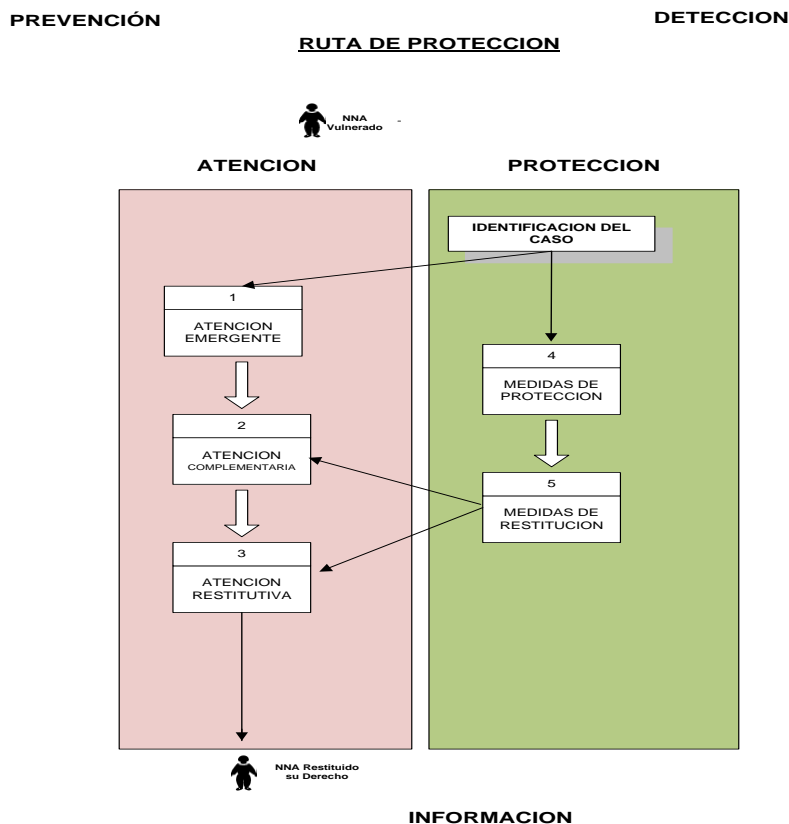 PREVENCIÓN
DETECCION
RUTA DE PROTECCION
NNA
Vulnerado -
ATENCION
PROTECCION
IDENTIFICACION DEL
CASO
1
ATENCION
EMERGENTE
4
MEDIDAS DE
PROTECCION
2
ATENCION
COMPLEMENTARIA
5
MEDIDAS DE
RESTITUCION
3
ATENCION
RESTITUTIVA
NNA Restituido
su Derecho
INFORMACION